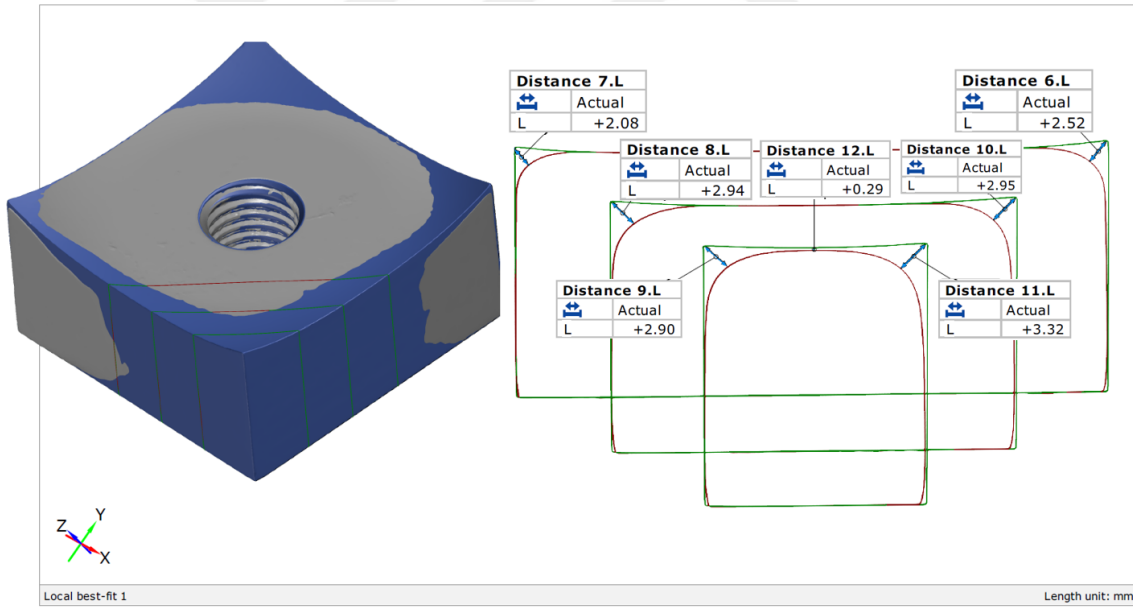 Distance 7.L
Actual
L +2.08
Distance 6.L
Actual
L +2.52
Distance 8.L
Actual
L +2.94
Distance 12.L
Actual
L +0.29
Distance 10.L
Actual
L +2.95
Distance 9.L
Actual
L +2.90
Distance 11.L
Actual
L +3.32
Z Y
X
Local best-fit 1
Length unit: mm